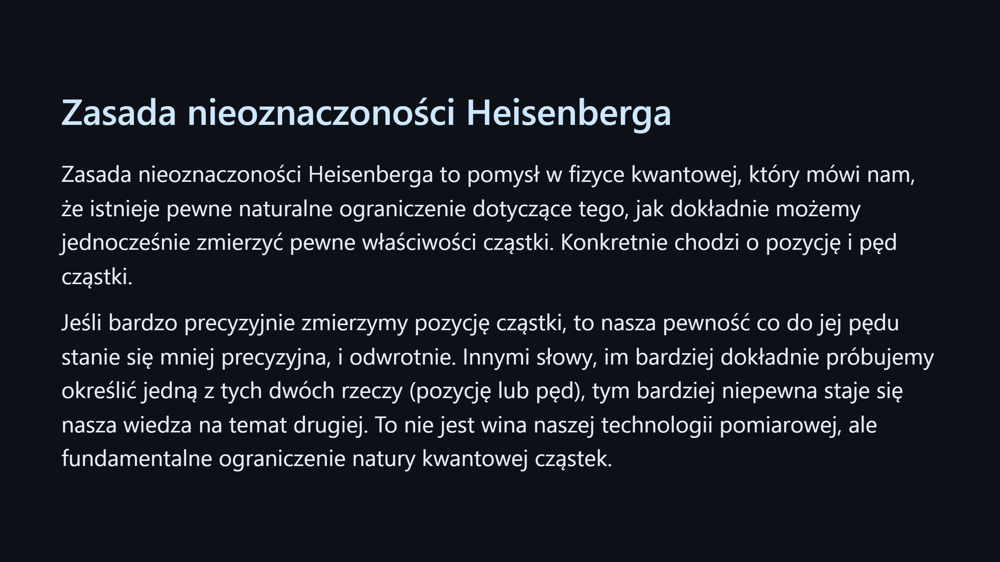 Zasada nieoznaczoności Heisenberga
Zasada nieoznaczoności Heisenberga to pomysł w fizyce kwantowej, który mówi nam,
że istnieje pewne naturalne ograniczenie dotyczące tego, jak dokładnie możemy
jednocześnie zmierzyć pewne właściwości cząstki. Konkretnie chodzi o pozycję i pęd
cząstki.
Jeśli bardzo precyzyjnie zmierzymy pozycję cząstki, to nasza pewność co do jej pędu
stanie się mniej precyzyjna, i odwrotnie. Innymi słowy, im bardziej dokładnie próbujemy
określić jedną z tych dwóch rzeczy (pozycję lub pęd), tym bardziej niepewna staje się
nasza wiedza na temat drugiej. To nie jest wina naszej technologii pomiarowej, ale
fundamentalne ograniczenie natury kwantowej cząstek.